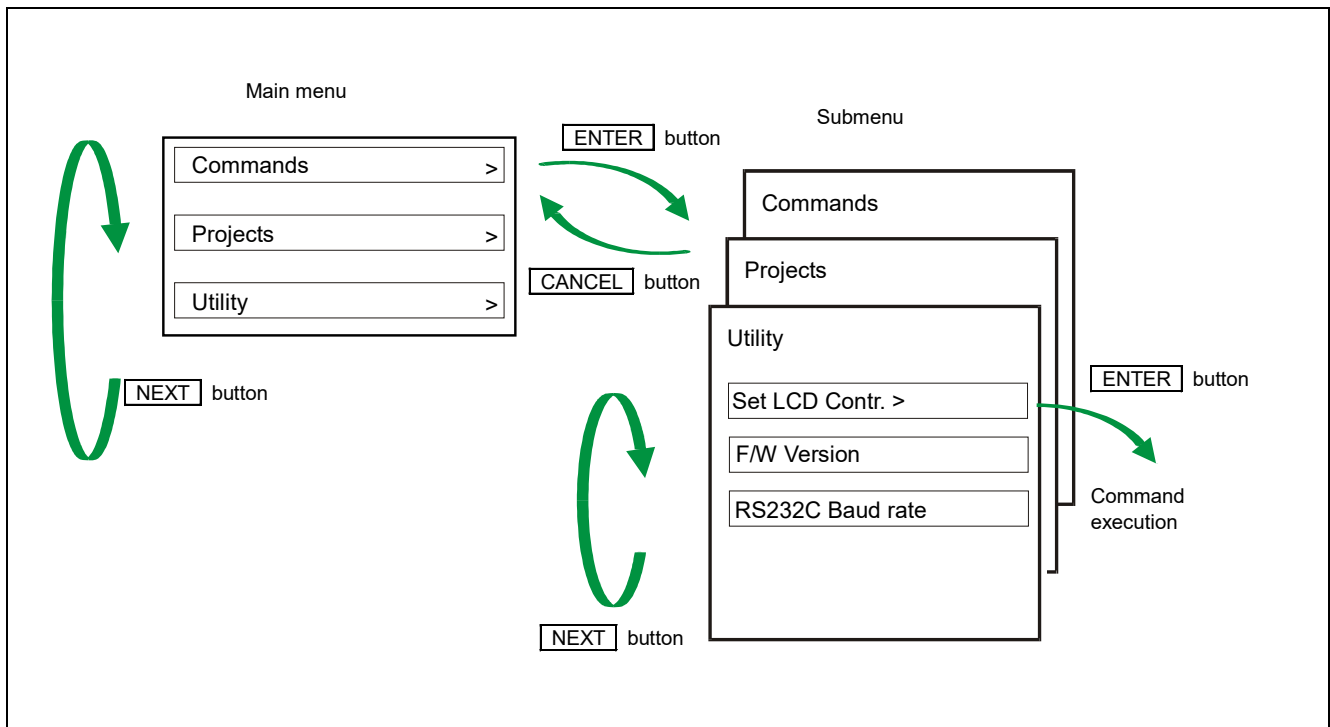 Main menu
Commands >
Projects >
Utility >
NEXT button
ENTER button
CANCEL button
Submenu
Commands
Projects
Utility
Set LCD Contr. >
F/W Version
RS232C Baud rate
NEXT button
ENTER button
Command
execution